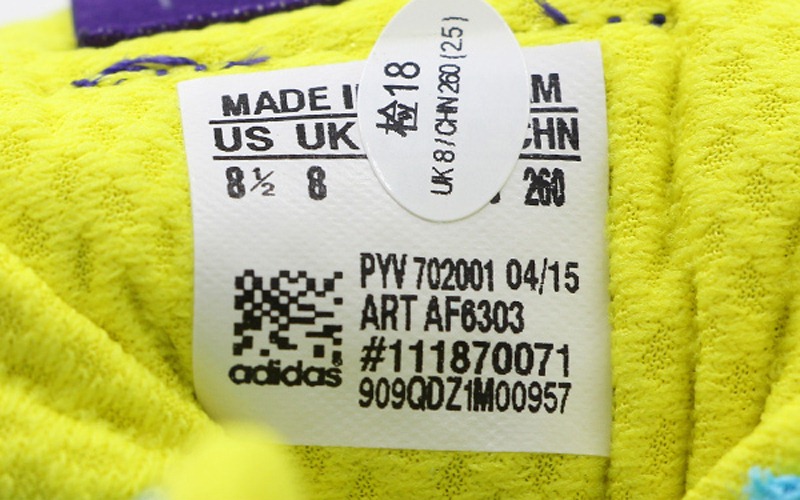 MADE I M
US UK CHN
8½ 8 260
检18
UK 8 / CHN 260 (2.5)
PYV 702001 04/15
ART AF6303
#111870071
909QDZ1M00957
adidas